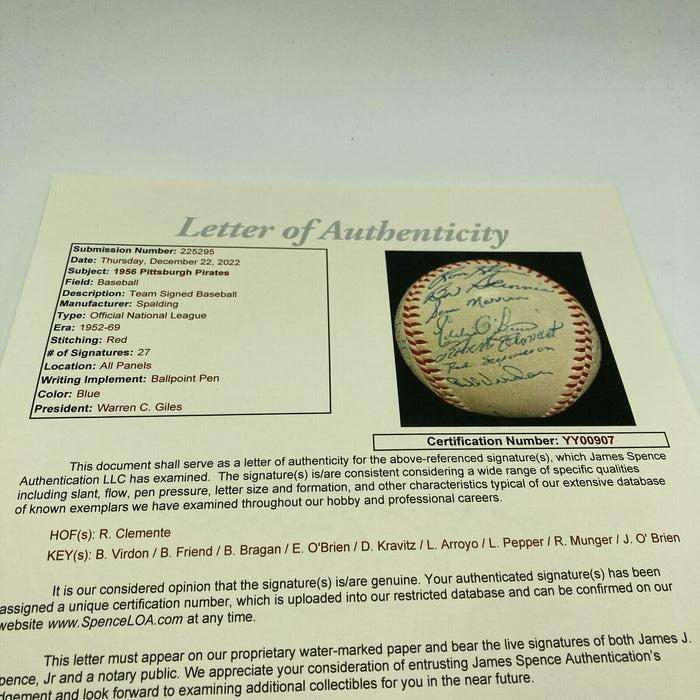 Letter of Authenticity
Submission Number: 225295
Date: Thursday, December 22, 2022
Subject: 1956 Pittsburgh Pirates
Field: Baseball
Description: Team Signed Baseball
Manufacturer: Spalding
Type: Official National League
Era: 1952-69
Stitching: Red
# of Signatures: 27
Location: All Panels
Writing Implement: Ballpoint Pen
Color: Blue
President: Warren C. Giles
Bill Virdon
Certification Number: YY00907
This document shall serve as a letter of authenticity for the above-referenced signature(s), which James Spence
Authentication LLC has examined. The signature(s) is/are consistent considering a wide range of specific qualities
including slant, flow, pen pressure, letter size and formation, and other characteristics typical of our extensive database
of known exemplars we have examined throughout our hobby and professional careers.
HOF(s): R. Clemente
KEY(s): B. Virdon / B. Friend / B. Bragan / E. O'Brien / D. Kravitz / L. Arroyo / L. Pepper / R. Munger / J. O' Brien
It is our considered opinion that the signature(s) is/are genuine. Your authenticated signature(s) has been
assigned a unique certification number, which is uploaded into our restricted database and can be confirmed on our
website www.SpenceLOA.com at any time.
This letter must appear on our proprietary water-marked paper and bear the live signatures of both James J.
pence, Jr and a notary public. We appreciate your consideration of entrusting James Spence Authentication's
dgement and look forward to examining additional collectibles for you in the near future.